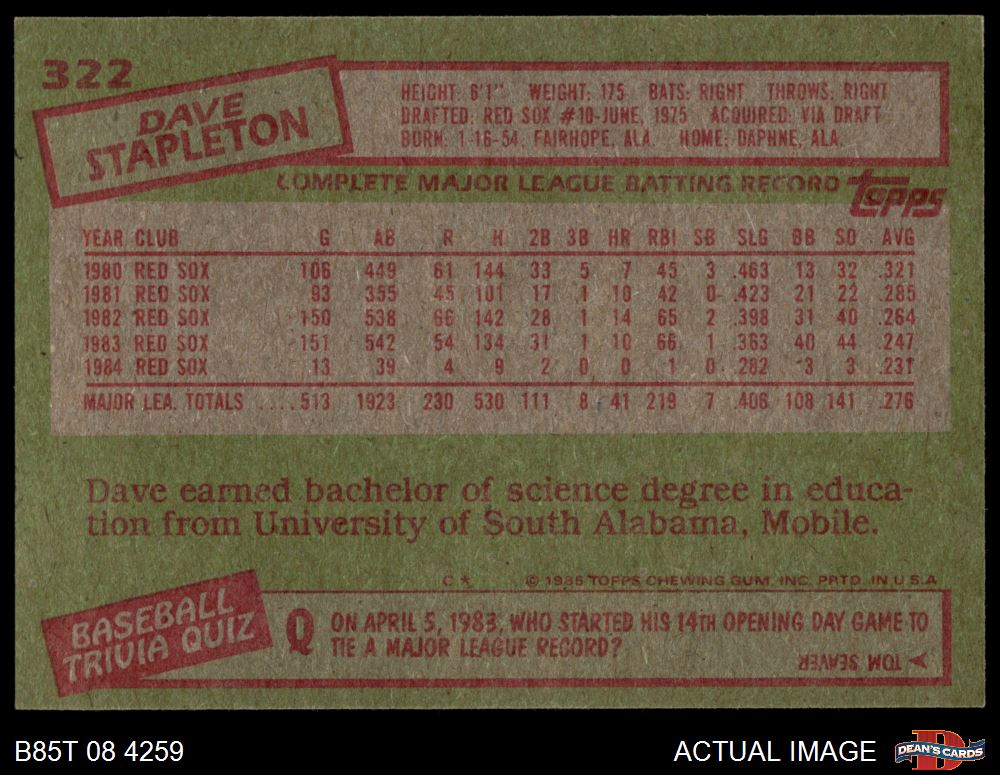 322
DAVE
STAPLETON
HEIGHT: 6'1" WEIGHT: 175 BATS: RIGHT THROWS: RIGHT
DRAFTED: RED SOX #10-JUNE, 1975 ACQUIRED: VIA DRAFT
BORN: 1-16-54, FAIRHOPE, ALA. HOME: DAPHNE, ALA.
COMPLETE MAJOR LEAGUE BATTING RECORD topps
YEAR CLUB G AB R H 2B 3B HR RBI SB SLG BB SO AVG
1980 RED SOX 106 449 61 144 33 5 7 45 3 .463 13 32 .321
1981 RED SOX 93 355 45 101 17 1 10 42 0 .423 21 22 .285
1982 RED SOX 150 538 66 142 28 1 14 65 2 .398 31 40 .264
1983 RED SOX 151 542 54 134 31 1 10 66 1 .363 40 44 .247
1984 RED SOX 13 39 4 9 2 0 0 1 0 .282 3 3 .231
MAJOR LEA. TOTALS ....513 1923 230 530 111 8 41 219 7 .406 108 141 .276
Dave earned bachelor of science degree in educa-
tion from University of South Alabama, Mobile.
C * © 1985 TOPPS CHEWING GUM, INC. PRTD. IN U.S.A.
BASEBALL
TRIVIA QUIZ
Q ON APRIL 5, 1983, WHO STARTED HIS 14TH OPENING DAY GAME TO
TIE A MAJOR LEAGUE RECORD?
TOM SEAVER
B85T 08 4259
ACTUAL IMAGE
DEAN'S CARDS